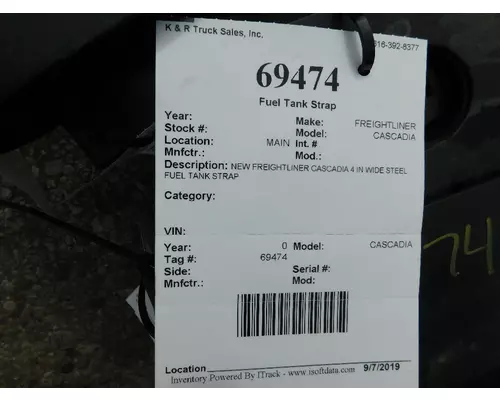 K & R Truck Sales, Inc. 616-392-8377
69474
Fuel Tank Strap
Year: Make: FREIGHTLINER
Stock #: Model: CASCADIA
Location: MAIN Int. #
Mnfctr.: Mod.:
Description: NEW FREIGHTLINER CASCADIA 4 IN WIDE STEEL
FUEL TANK STRAP
Category:
VIN:
Year: 0 Model: CASCADIA
Tag #: 69474
Side: Serial #:
Mnfctr.: Mod:
74
Location
Inventory Powered By ITrack - www.isoftdata.com 9/7/2019